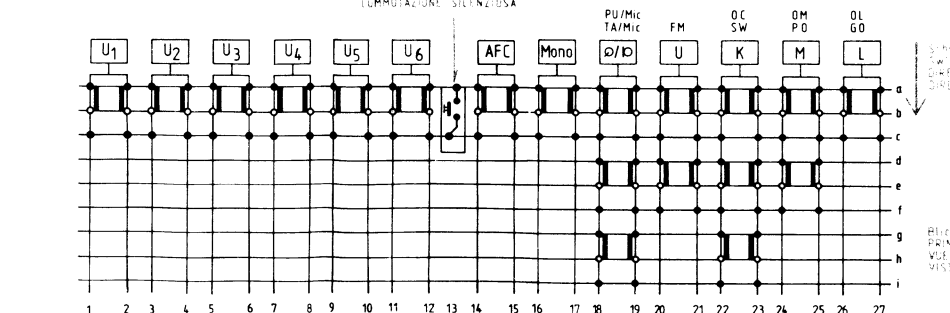 COMMUTAZIONE SILENZIOSA
PU/Mic OC OM OL
TA/Mic FM SW PO GO
U1 U2 U3 U4 U5 U6 AFC Mono U K M L
a
b
c
d
e
f
g
h
i
1 2 3 4 5 6 7 8 9 10 11 12 13 14 15 16 17 18 19 20 21 22 23 24 25 26 27